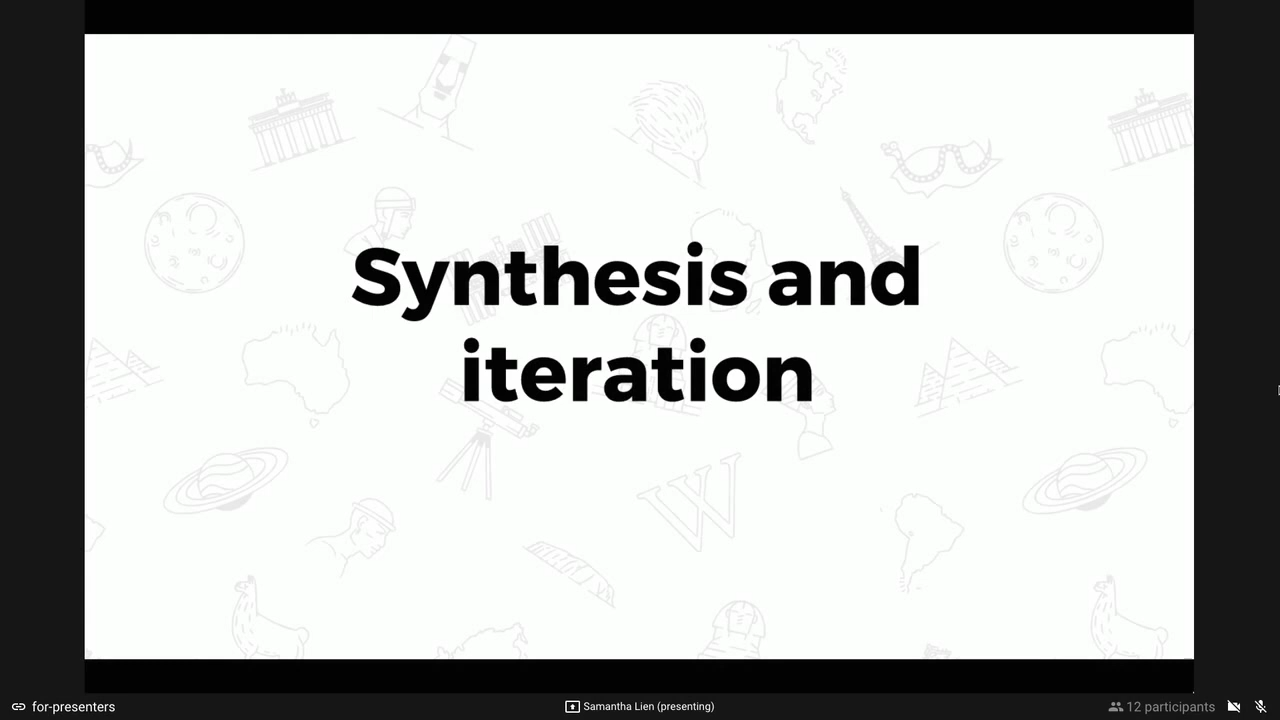 Synthesis and
iteration
W
for-presenters
Samantha Lien (presenting)
12 participants